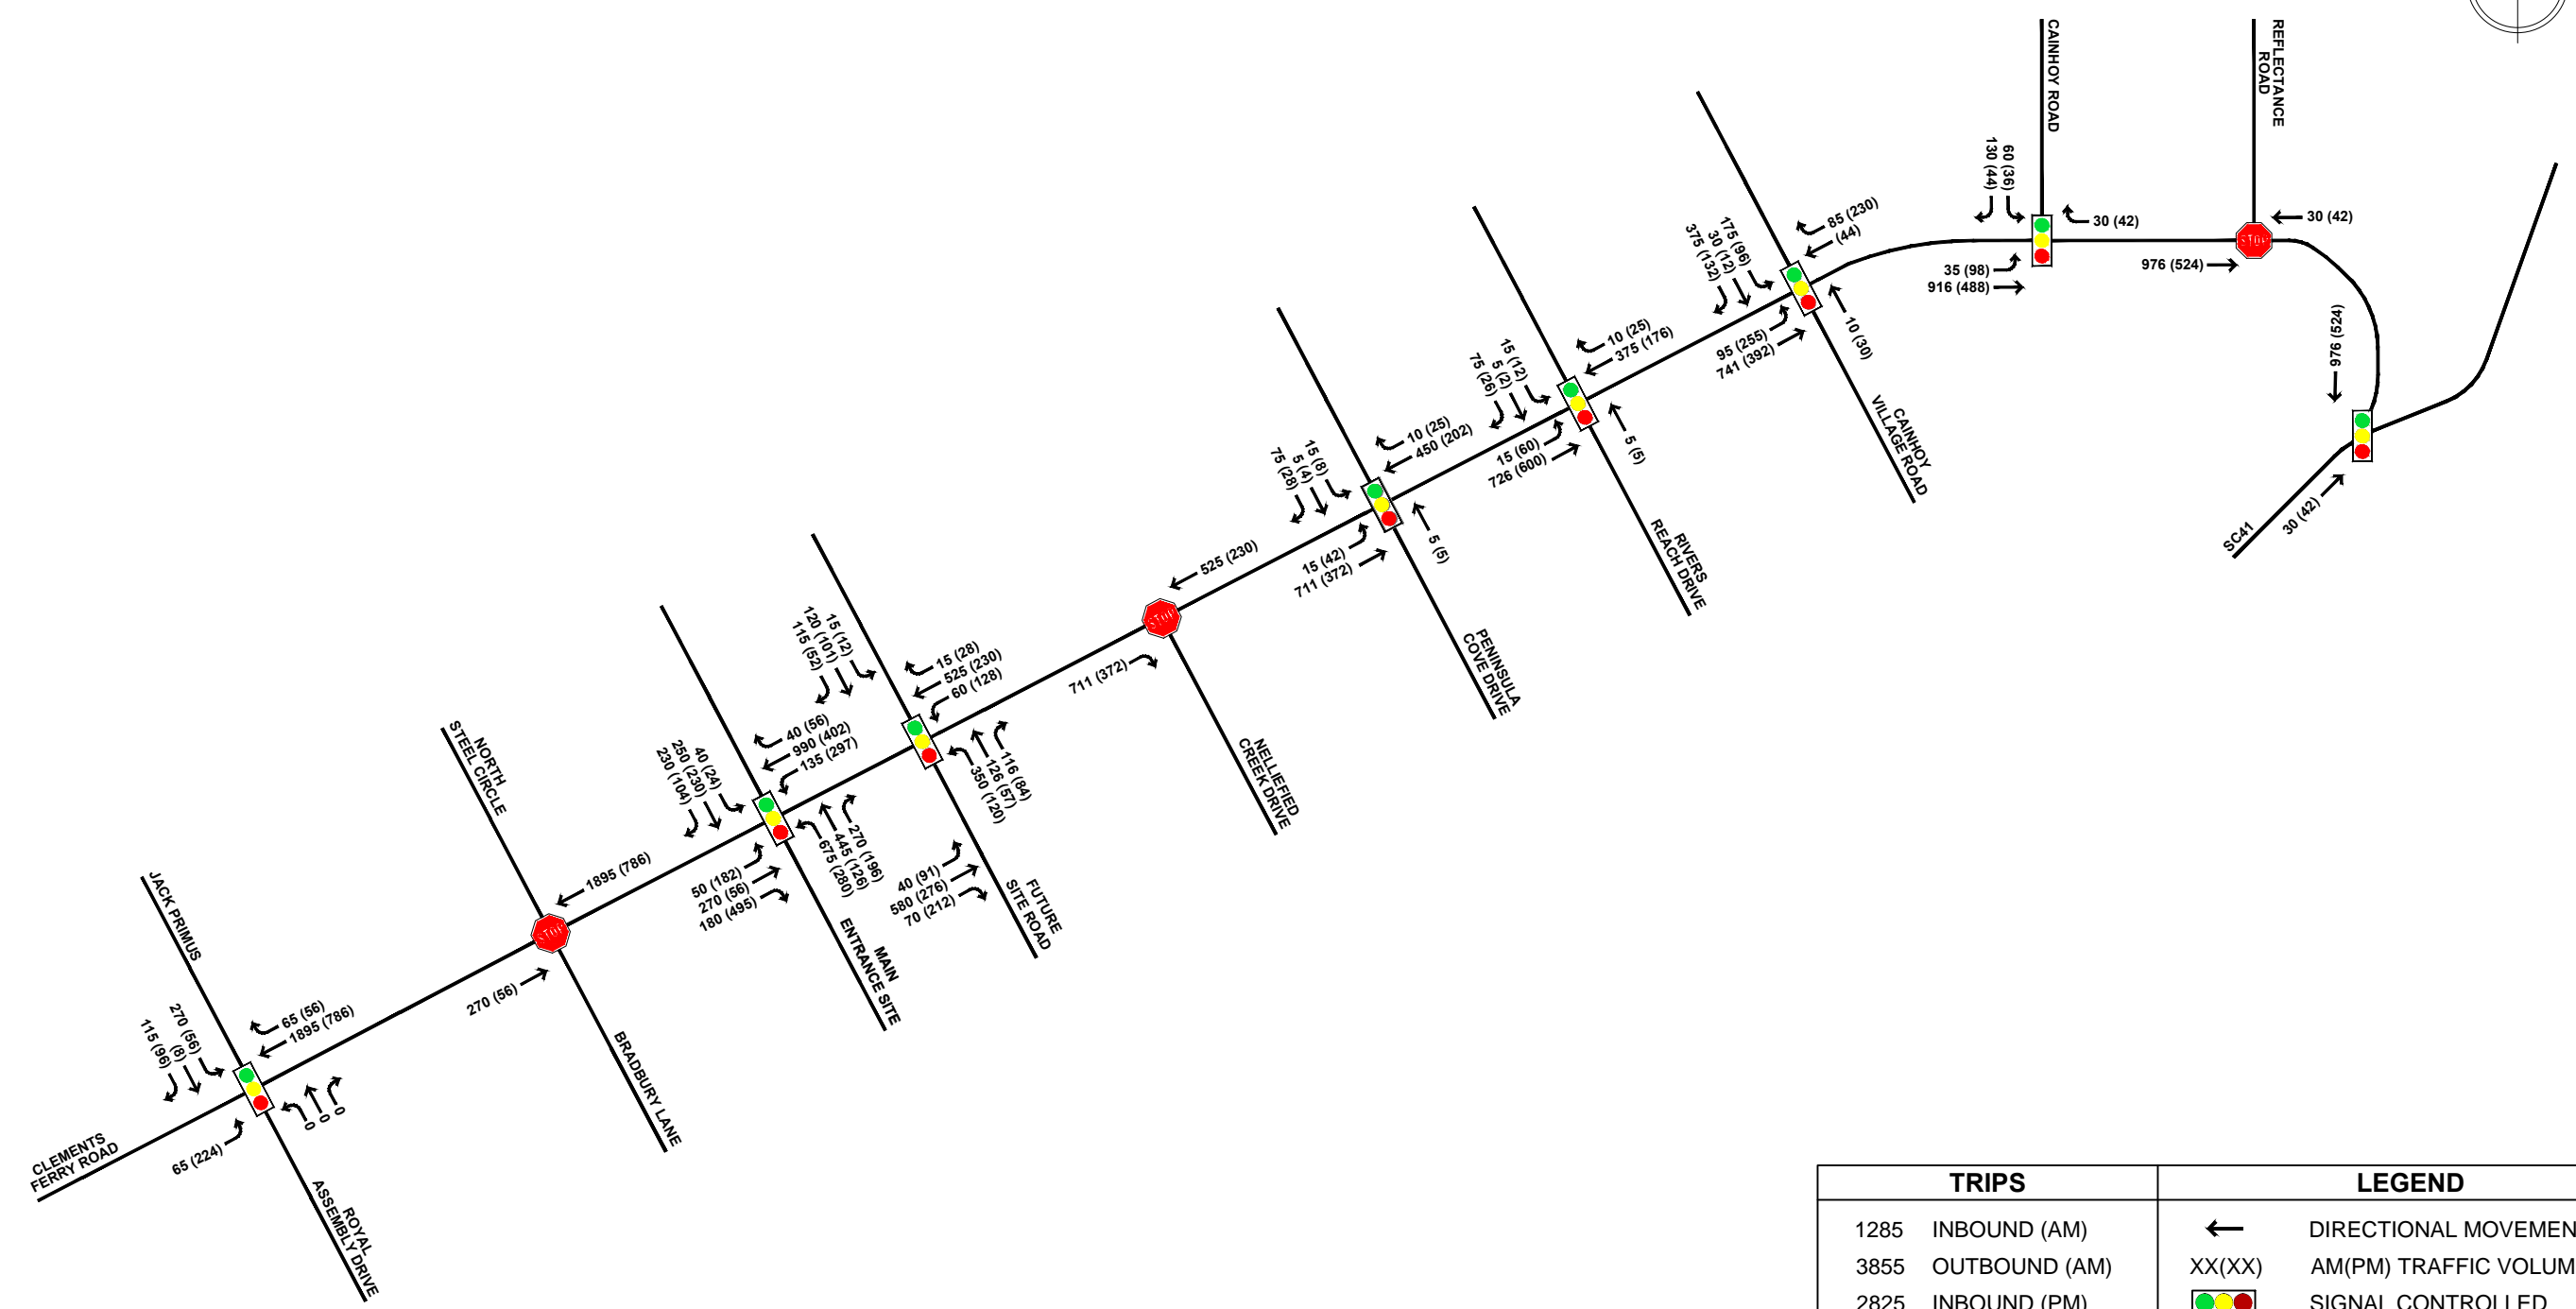 CAINHOY ROAD
REFLECTANCE
ROAD
60 (36)
130 (44)
30 (42)
35 (98)
916 (488)
30 (42)
STOP
976 (524)
976 (524)
SC41
30 (42)
85 (230)
(44)
175 (96)
30 (12)
375 (132)
95 (255)
741 (392)
10 (30)
CAINHOY
VILLAGE ROAD
10 (25)
375 (176)
15 (12)
5 (2)
75 (26)
15 (60)
726 (600)
5 (5)
RIVERS
REACH DRIVE
10 (25)
450 (202)
15 (8)
5 (4)
75 (28)
15 (42)
711 (372)
5 (5)
PENINSULA
COVE DRIVE
525 (230)
STOP
711 (372)
NELLIEFIED
CREEK DRIVE
15 (12)
120 (101)
115 (52)
15 (28)
525 (230)
60 (128)
116 (84)
126 (57)
350 (120)
40 (91)
580 (276)
70 (212)
FUTURE
SITE ROAD
40 (24)
250 (230)
230 (104)
40 (56)
990 (402)
135 (297)
270 (196)
445 (126)
675 (280)
50 (182)
270 (56)
180 (495)
MAIN
ENTRANCE SITE
NORTH
STEEL CIRCLE
1895 (786)
STOP
270 (56)
BRADBURY LANE
JACK PRIMUS
270 (56)
(8)
115 (96)
65 (56)
1895 (786)
0
0
0
65 (224)
CLEMENTS
FERRY ROAD
ROYAL
ASSEMBLY DRIVE
TRIPS
1285 INBOUND (AM)
3855 OUTBOUND (AM)
2825 INBOUND (PM)
LEGEND
DIRECTIONAL MOVEMEN
XX(XX) AM(PM) TRAFFIC VOLUM
SIGNAL CONTROLLED